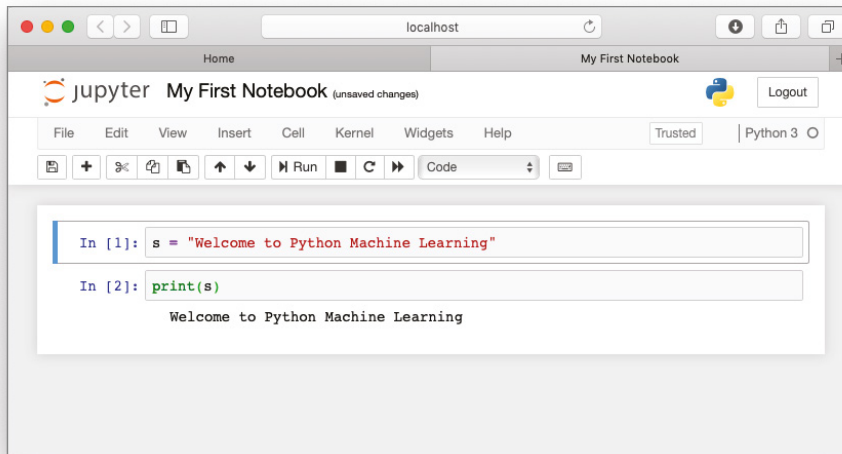 localhost
Home My First Notebook
jupyter My First Notebook (unsaved changes) Logout
File Edit View Insert Cell Kernel Widgets Help Trusted Python 3
Run Code
In [1]: s = "Welcome to Python Machine Learning"
In [2]: print(s)
Welcome to Python Machine Learning